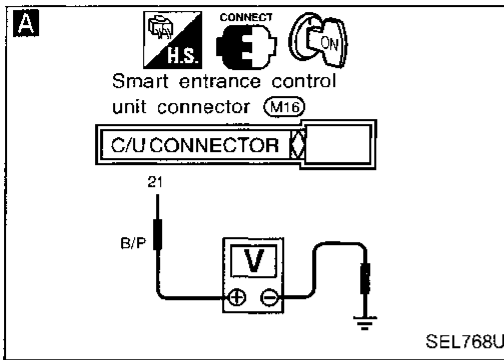 A
H.S.
CONNECT
ON
Smart entrance control
unit connector M16
C/U CONNECTOR
21
B/P
V
SEL768U